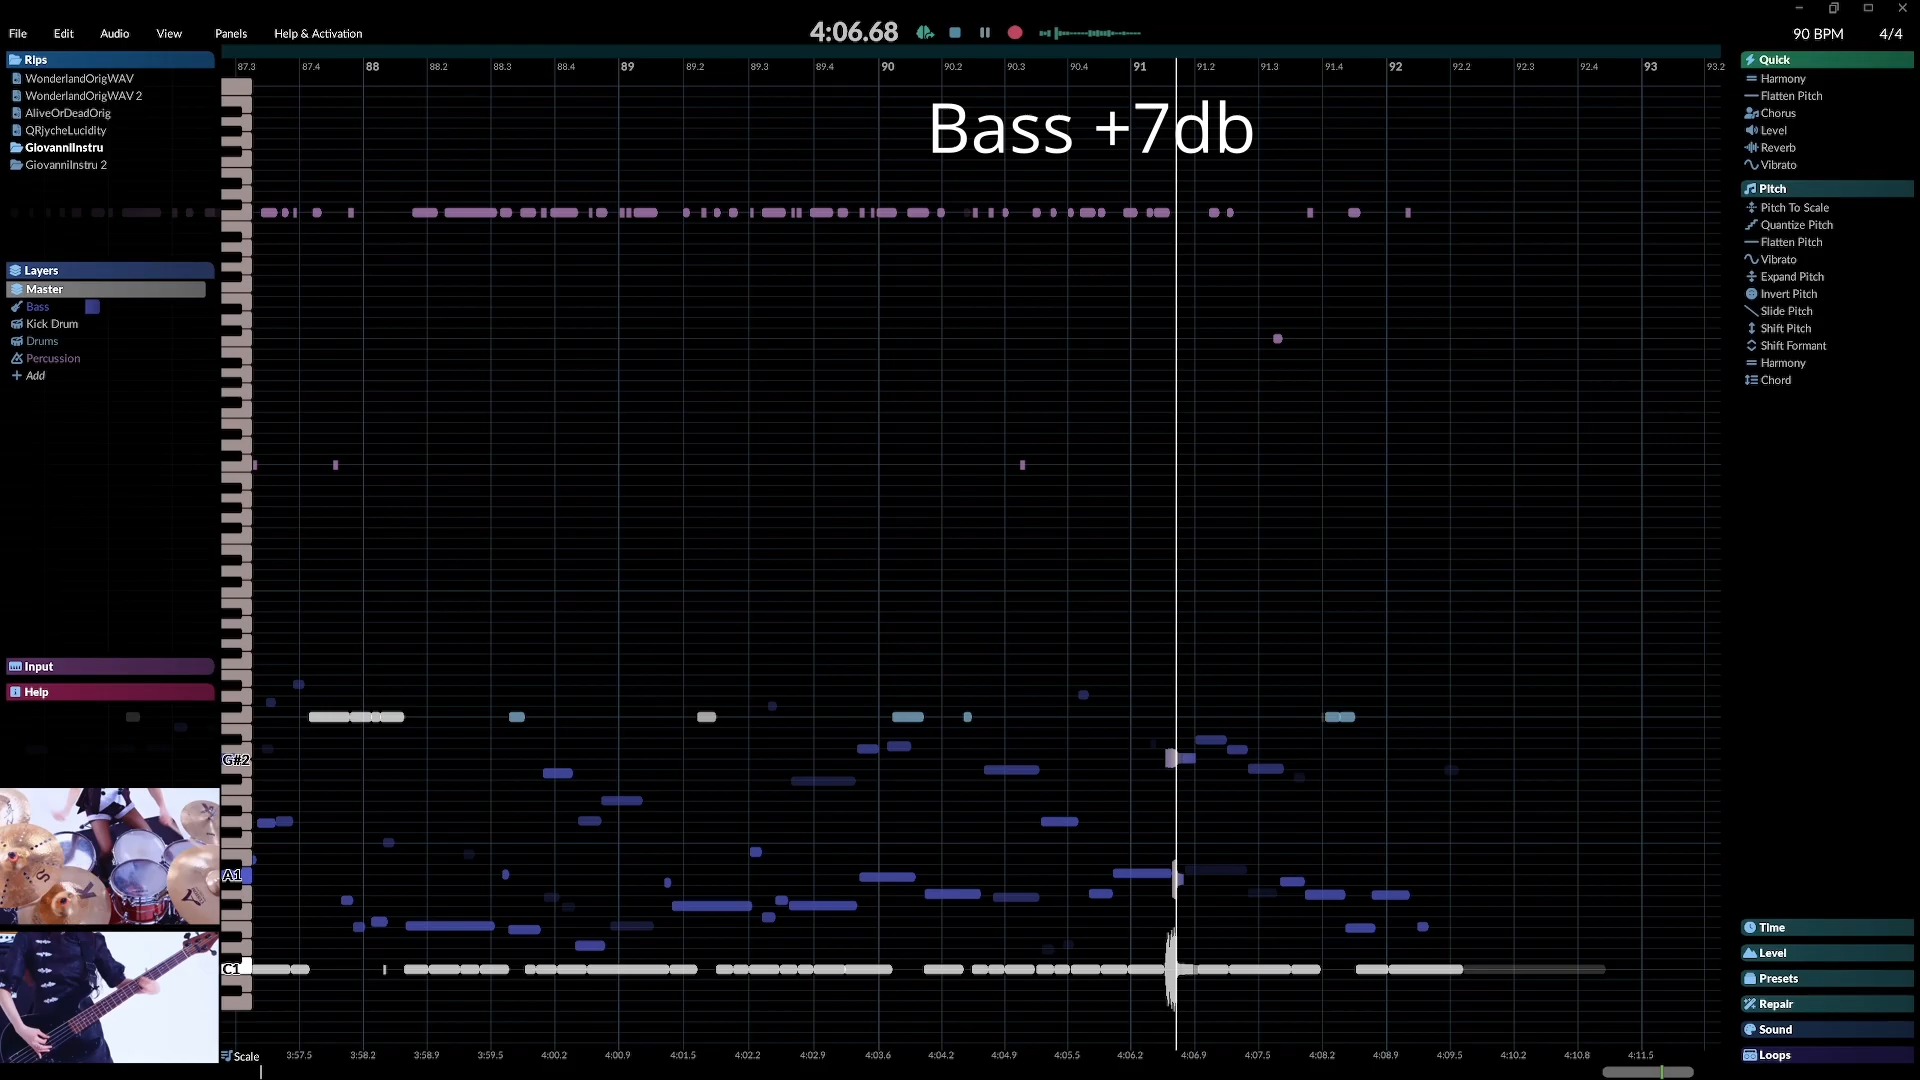 File Edit Audio View Panels Help & Activation
4:06.68
90 BPM 4/4
Rips
WonderlandOrigWAV
WonderlandOrigWAV 2
AliveOrDeadOrig
QRjycheLucidity
GiovanniInstru
GiovanniInstru 2
Layers
Master
Bass
Kick Drum
Drums
Percussion
Add
Input
Help
87.3 87.4 88 88.2 88.3 88.4 89 89.2 89.3 89.4 90 90.2 90.3 90.4 91 91.2 91.3 91.4 92 92.2 92.3 92.4 93 93.2
Bass +7db
G#2
A1
C1
Scale 3:57.5 3:58.2 3:58.9 3:59.5 4:00.2 4:00.9 4:01.5 4:02.2 4:02.9 4:03.6 4:04.2 4:04.9 4:05.5 4:06.2 4:06.9 4:07.5 4:08.2 4:08.9 4:09.5 4:10.2 4:10.8 4:11.5
Quick
Harmony
Flatten Pitch
Chorus
Level
Reverb
Vibrato
Pitch
Pitch To Scale
Quantize Pitch
Flatten Pitch
Vibrato
Expand Pitch
Invert Pitch
Slide Pitch
Shift Pitch
Shift Formant
Harmony
Chord
Time
Level
Presets
Repair
Sound
Loops